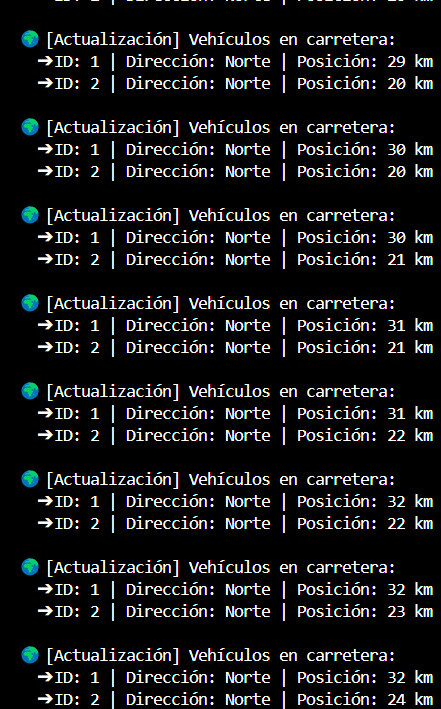 🌍 [Actualización] Vehículos en carretera:
➔ID: 1 | Dirección: Norte | Posición: 29 km
➔ID: 2 | Dirección: Norte | Posición: 20 km
🌍 [Actualización] Vehículos en carretera:
➔ID: 1 | Dirección: Norte | Posición: 30 km
➔ID: 2 | Dirección: Norte | Posición: 20 km
🌍 [Actualización] Vehículos en carretera:
➔ID: 1 | Dirección: Norte | Posición: 30 km
➔ID: 2 | Dirección: Norte | Posición: 21 km
🌍 [Actualización] Vehículos en carretera:
➔ID: 1 | Dirección: Norte | Posición: 31 km
➔ID: 2 | Dirección: Norte | Posición: 21 km
🌍 [Actualización] Vehículos en carretera:
➔ID: 1 | Dirección: Norte | Posición: 31 km
➔ID: 2 | Dirección: Norte | Posición: 22 km
🌍 [Actualización] Vehículos en carretera:
➔ID: 1 | Dirección: Norte | Posición: 32 km
➔ID: 2 | Dirección: Norte | Posición: 22 km
🌍 [Actualización] Vehículos en carretera:
➔ID: 1 | Dirección: Norte | Posición: 32 km
➔ID: 2 | Dirección: Norte | Posición: 23 km
🌍 [Actualización] Vehículos en carretera:
➔ID: 1 | Dirección: Norte | Posición: 32 km
➔ID: 2 | Dirección: Norte | Posición: 24 km